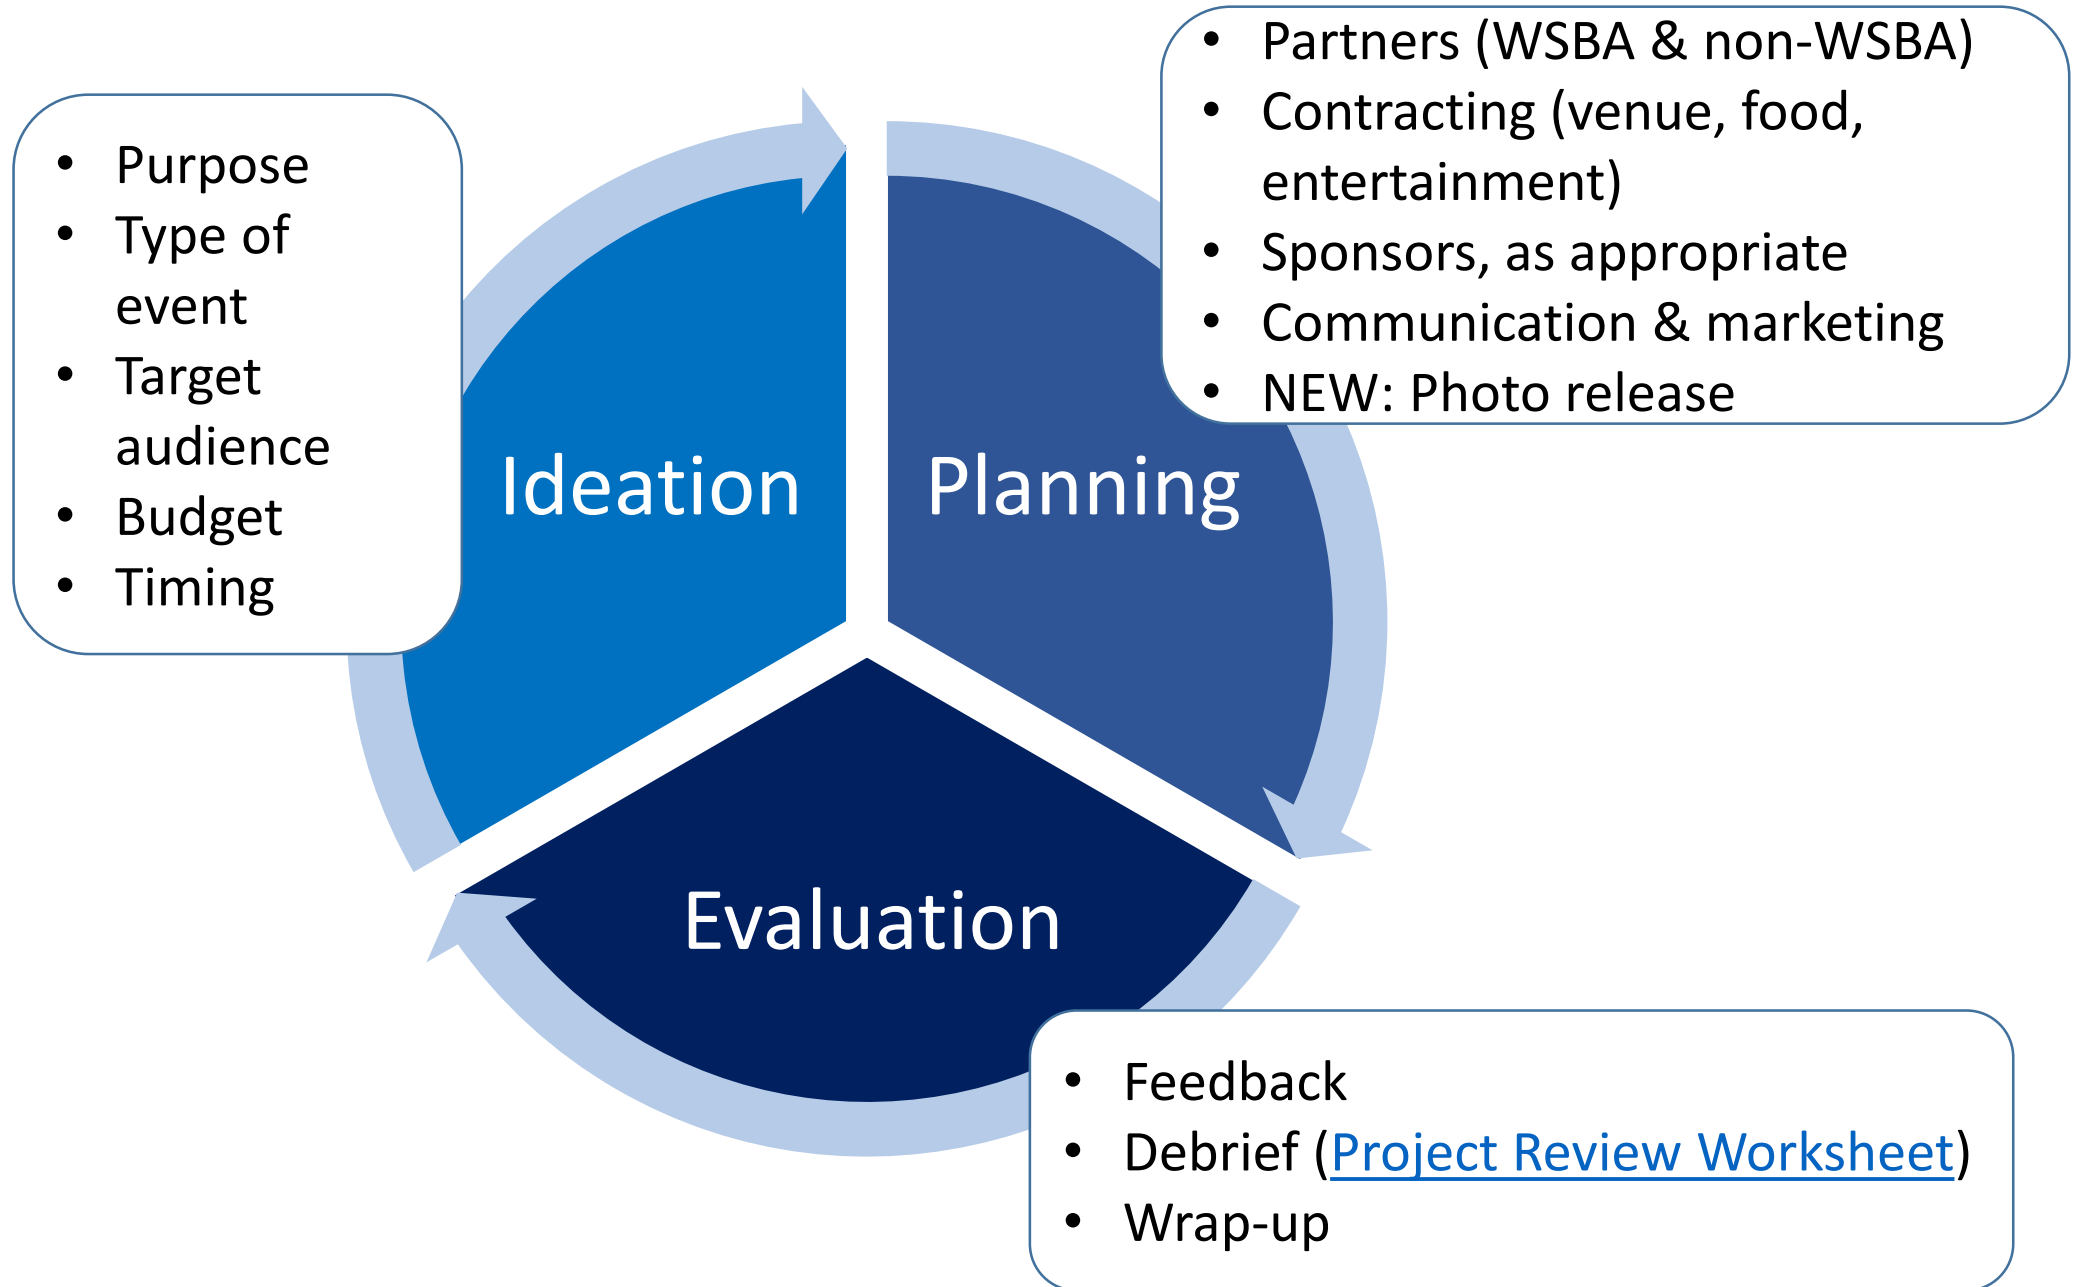 • Purpose
• Type of
event
• Target
audience
• Budget
• Timing
Ideation
• Partners (WSBA & non-WSBA)
• Contracting (venue, food,
entertainment)
• Sponsors, as appropriate
• Communication & marketing
• NEW: Photo release
Planning
Evaluation
• Feedback
• Debrief (Project Review Worksheet)
• Wrap-up